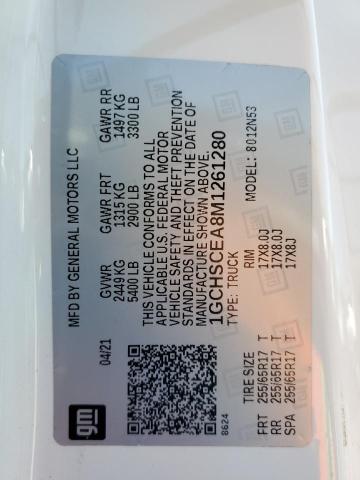 gm
MFD BY GENERAL MOTORS LLC
04/21
GVWR GAWR FRT GAWR RR
2449 KG 1315 KG 1497 KG
5400 LB 2900 LB 3300 LB
THIS VEHICLE CONFORMS TO ALL
APPLICABLE U.S. FEDERAL MOTOR
VEHICLE SAFETY AND THEFT PREVENTION
STANDARDS IN EFFECT ON THE DATE OF
MANUFACTURE SHOWN ABOVE.
1GCHSCEA8M1261280
8624
TYPE: TRUCK MODEL: 8012N53
TIRE SIZE RIM
FRT 255/65R17 T 17X8.0J
RR 255/65R17 T 17X8.0J
SPA 255/65R17 T 17X8J